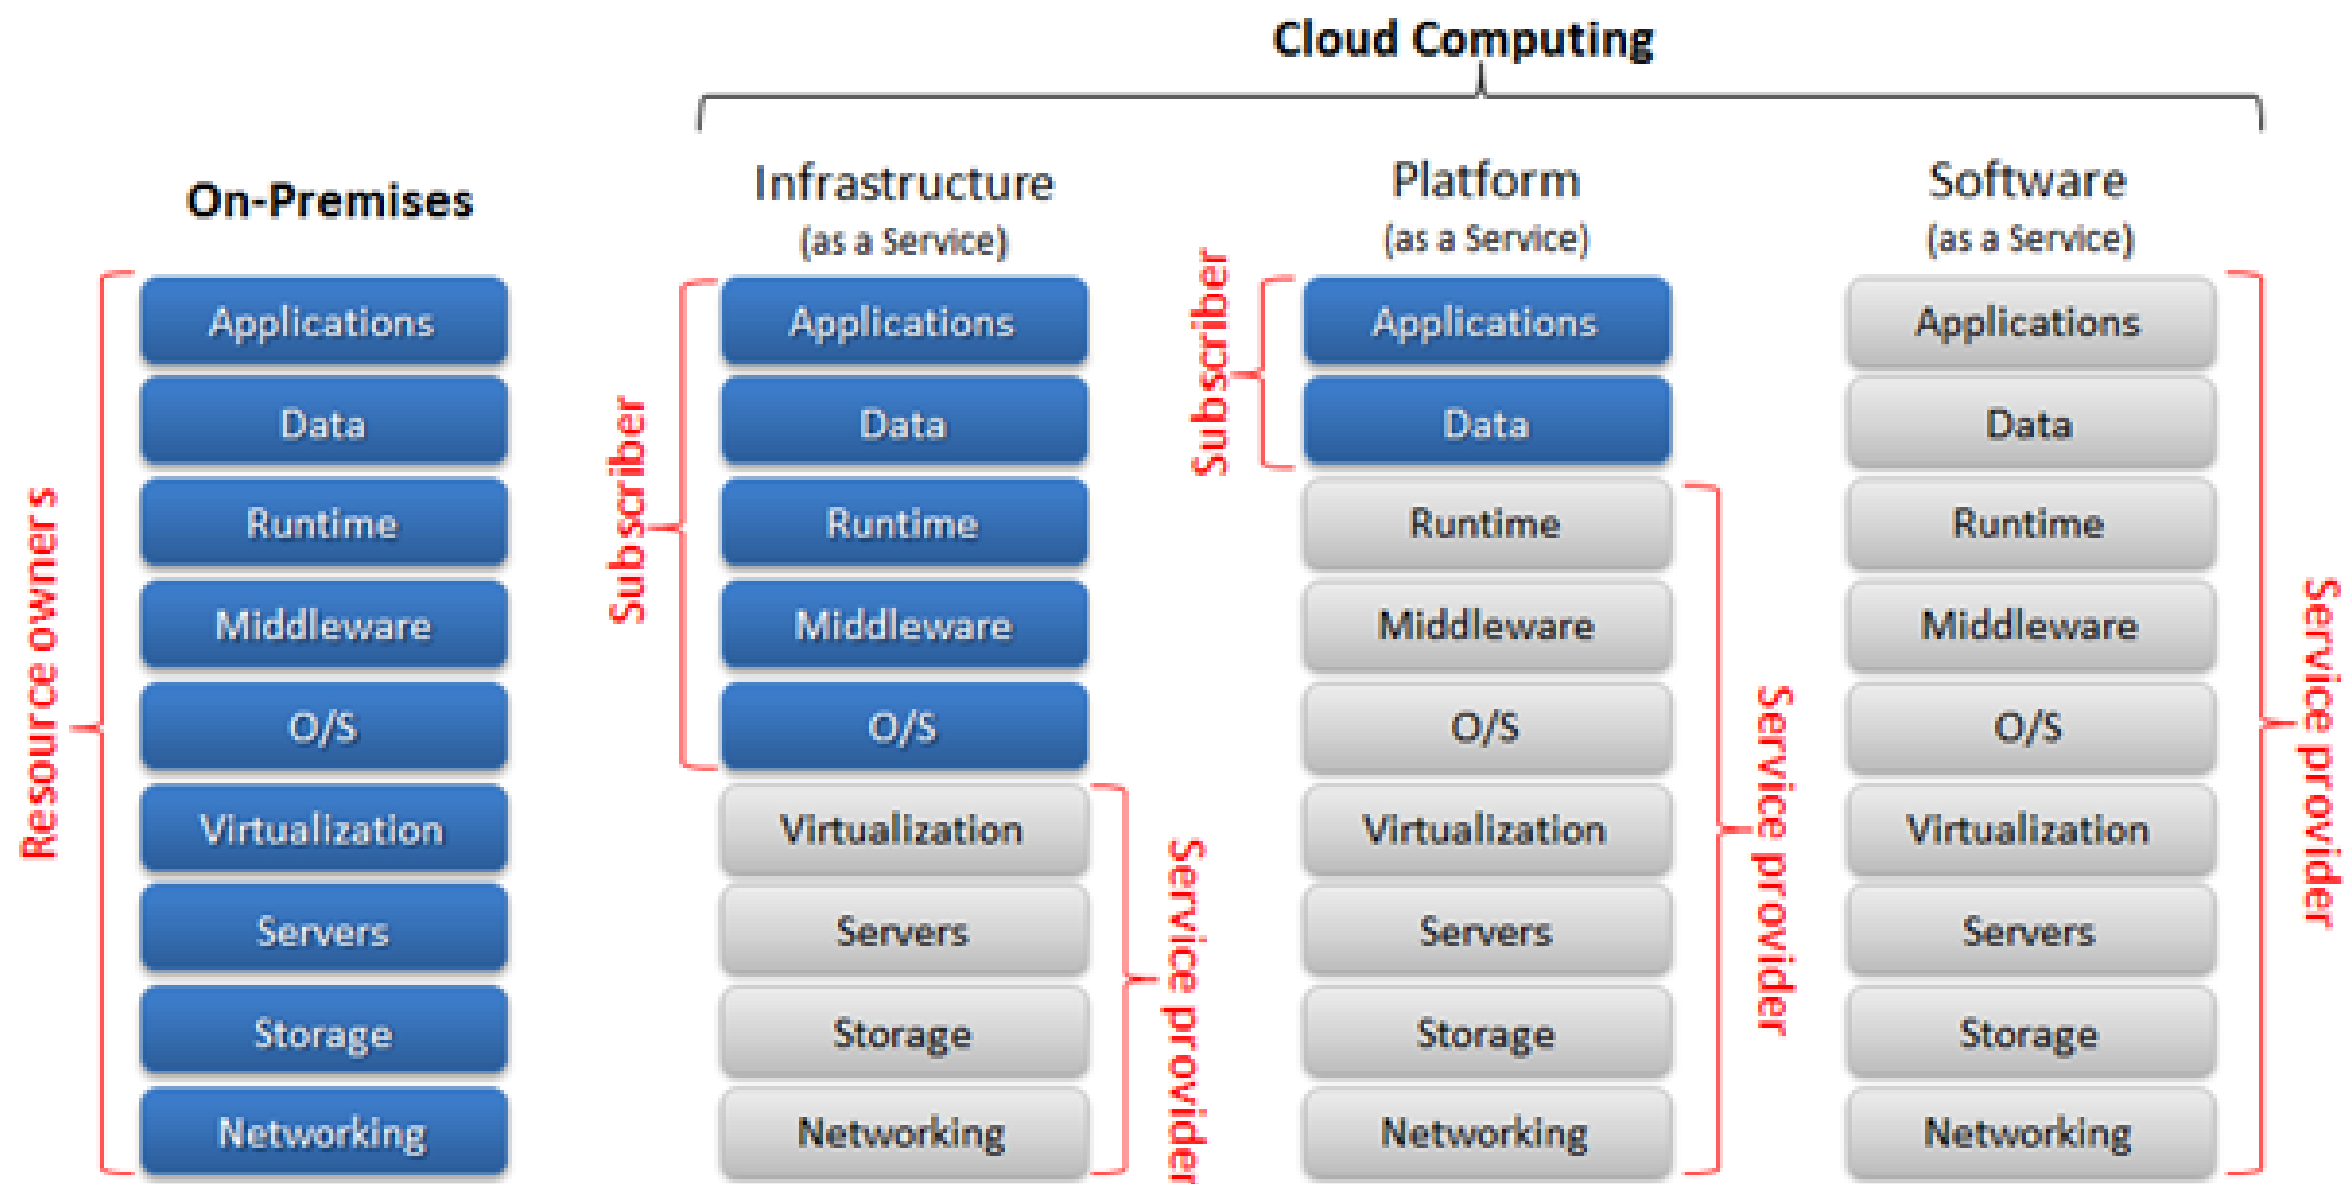 Cloud Computing
On-Premises
Resource owners
Applications
Data
Runtime
Middleware
O/S
Virtualization
Servers
Storage
Networking
Infrastructure
(as a Service)
Subscriber
Applications
Data
Runtime
Middleware
O/S
Virtualization
Servers
Storage
Networking
Service provider
Platform
(as a Service)
Subscriber
Applications
Data
Runtime
Middleware
O/S
Virtualization
Servers
Storage
Networking
Service provider
Software
(as a Service)
Applications
Data
Runtime
Middleware
O/S
Virtualization
Servers
Storage
Networking
Service provider